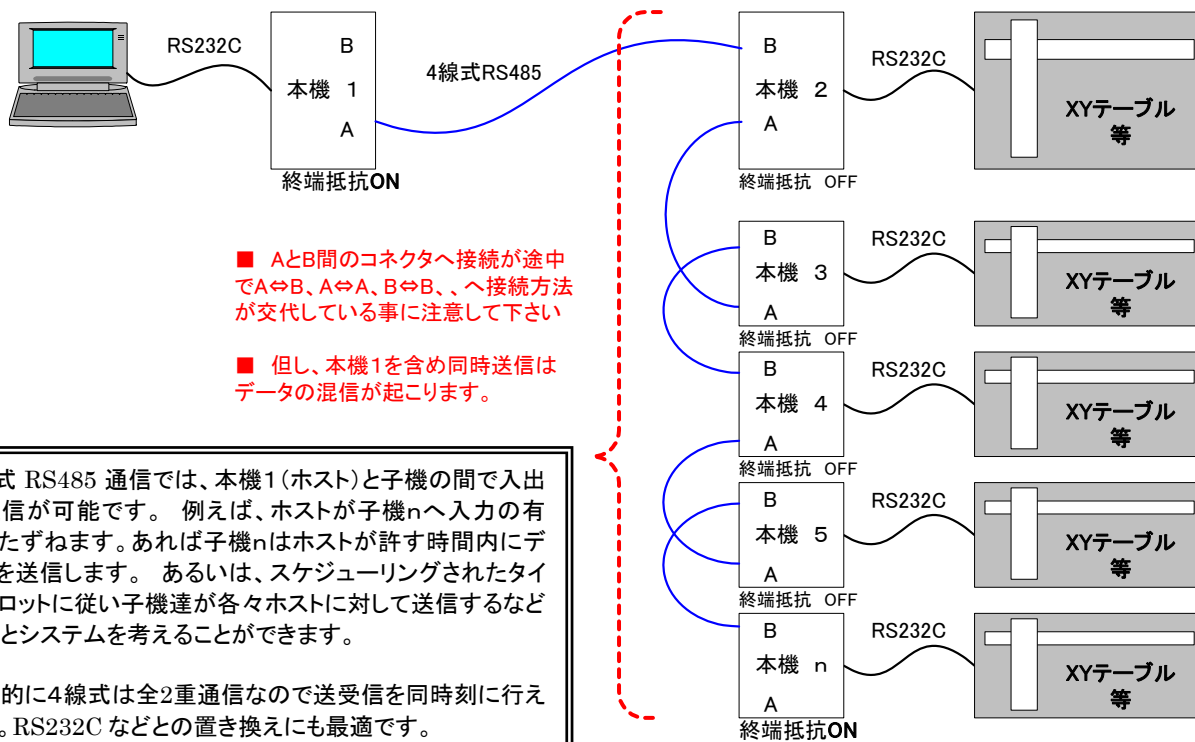 RS232C
B
本機 1
A
終端抵抗ON
4線式RS485
B
本機 2
A
終端抵抗 OFF
RS232C
XYテーブル
等
B
本機 3
A
終端抵抗 OFF
RS232C
XYテーブル
等
B
本機 4
A
終端抵抗 OFF
RS232C
XYテーブル
等
B
本機 5
A
終端抵抗 OFF
RS232C
XYテーブル
等
B
本機 n
A
終端抵抗ON
RS232C
XYテーブル
等
■ AとB間のコネクタへ接続が途中
でA⇔B、A⇔A、B⇔B、、へ接続方法
が交代している事に注意して下さい
■ 但し、本機1を含め同時送信は
データの混信が起こります。
式 RS485 通信では、本機1(ホスト)と子機の間で入出
信が可能です。 例えば、ホストが子機nへ入力の有
たずねます。あれば子機nはホストが許す時間内にデ
を送信します。 あるいは、スケジューリングされたタイ
ロットに従い子機達が各々ホストに対して送信するなど
とシステムを考えることができます。
的に4線式は全2重通信なので送受信を同時刻に行え
。RS232C などとの置き換えにも最適です。